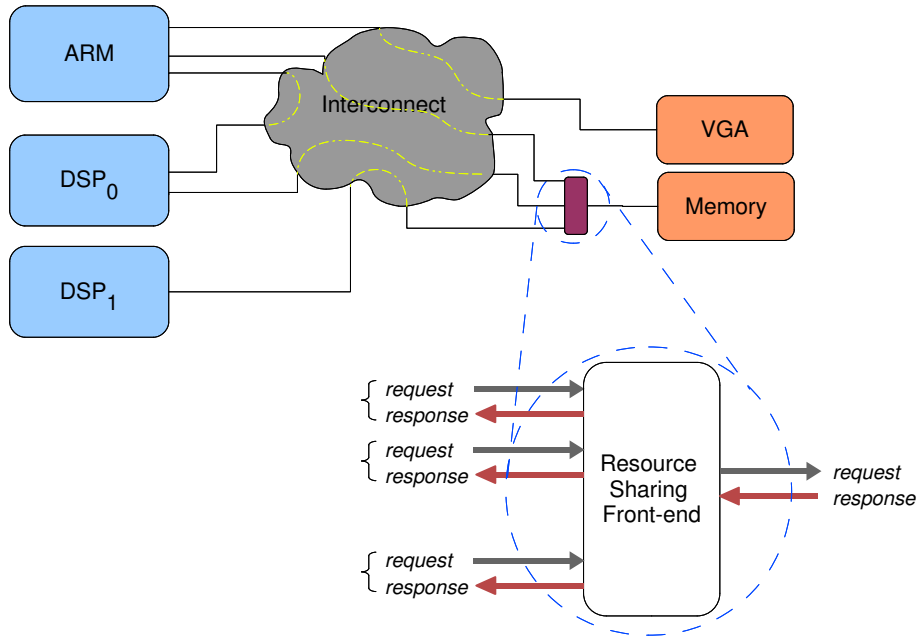 ARM
Interconnect
VGA
DSP0
Memory
DSP1
request
response
request
response
Resource
Sharing
Front-end
request
response
request
response